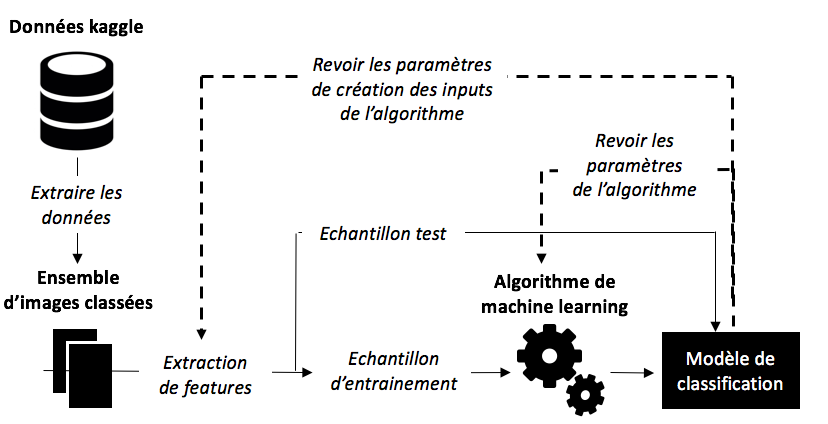 Données kaggle
Revoir les paramètres
de création des inputs
de l'algorithme
Revoir les
paramètres
de l'algorithme
Extraire les
données
Echantillon test
Ensemble
d'images classées
Algorithme de
machine learning
Extraction
de features
Echantillon
d'entrainement
Modèle de
classification